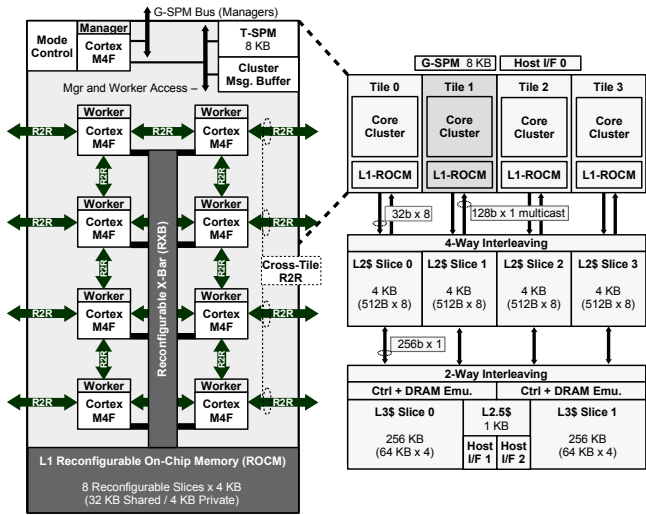 G-SPM Bus (Managers)
Mode
Control
Manager
Cortex
M4F
T-SPM
8 KB
Cluster
Msg. Buffer
Mgr and Worker Access
Worker
Cortex
M4F
Worker
Cortex
M4F
R2R
R2R
R2R
R2R
R2R
Worker
Cortex
M4F
Worker
Cortex
M4F
R2R
R2R
R2R
R2R
Worker
Cortex
M4F
Worker
Cortex
M4F
R2R
R2R
R2R
R2R
Worker
Cortex
M4F
Worker
Cortex
M4F
R2R
R2R
Reconfigurable X-Bar (RXB)
Cross-Tile
R2R
L1 Reconfigurable On-Chip Memory (ROCM)
8 Reconfigurable Slices x 4 KB
(32 KB Shared / 4 KB Private)
G-SPM 8 KB
Host I/F 0
Tile 0
Tile 1
Tile 2
Tile 3
Core
Cluster
Core
Cluster
Core
Cluster
Core
Cluster
L1-ROCM
L1-ROCM
L1-ROCM
L1-ROCM
32b x 8
128b x 1 multicast
4-Way Interleaving
L2$ Slice 0
4 KB
(512B x 8)
L2$ Slice 1
4 KB
(512B x 8)
L2$ Slice 2
4 KB
(512B x 8)
L2$ Slice 3
4 KB
(512B x 8)
256b x 1
2-Way Interleaving
Ctrl + DRAM Emu.
Ctrl + DRAM Emu.
L3$ Slice 0
256 KB
(64 KB x 4)
L2.5$
1 KB
Host
I/F 1
Host
I/F 2
L3$ Slice 1
256 KB
(64 KB x 4)